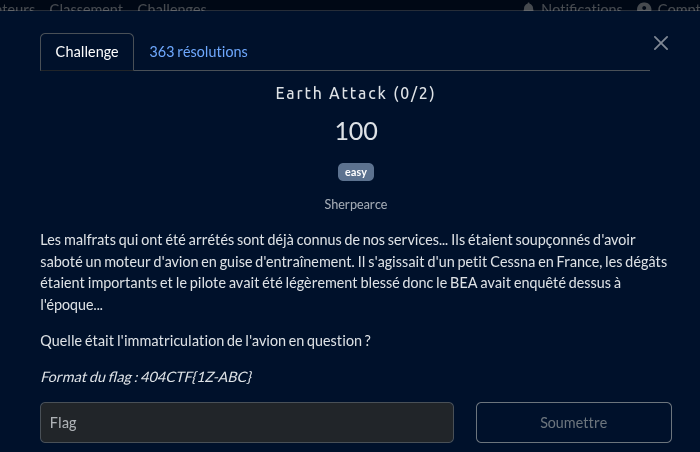 Classement Challenges Notifications
Challenge 363 résolutions
Earth Attack (0/2)
100
easy
Sherpearce
Les malfrats qui ont été arrétés sont déjà connus de nos services... Ils étaient soupçonnés d'avoir
saboté un moteur d'avion en guise d'entraînement. Il s'agissait d'un petit Cessna en France, les dégâts
étaient importants et le pilote avait été légèrement blessé donc le BEA avait enquêté dessus à
l'époque...
Quelle était l'immatriculation de l'avion en question ?
Format du flag : 404CTF{1Z-ABC}
Flag Soumettre